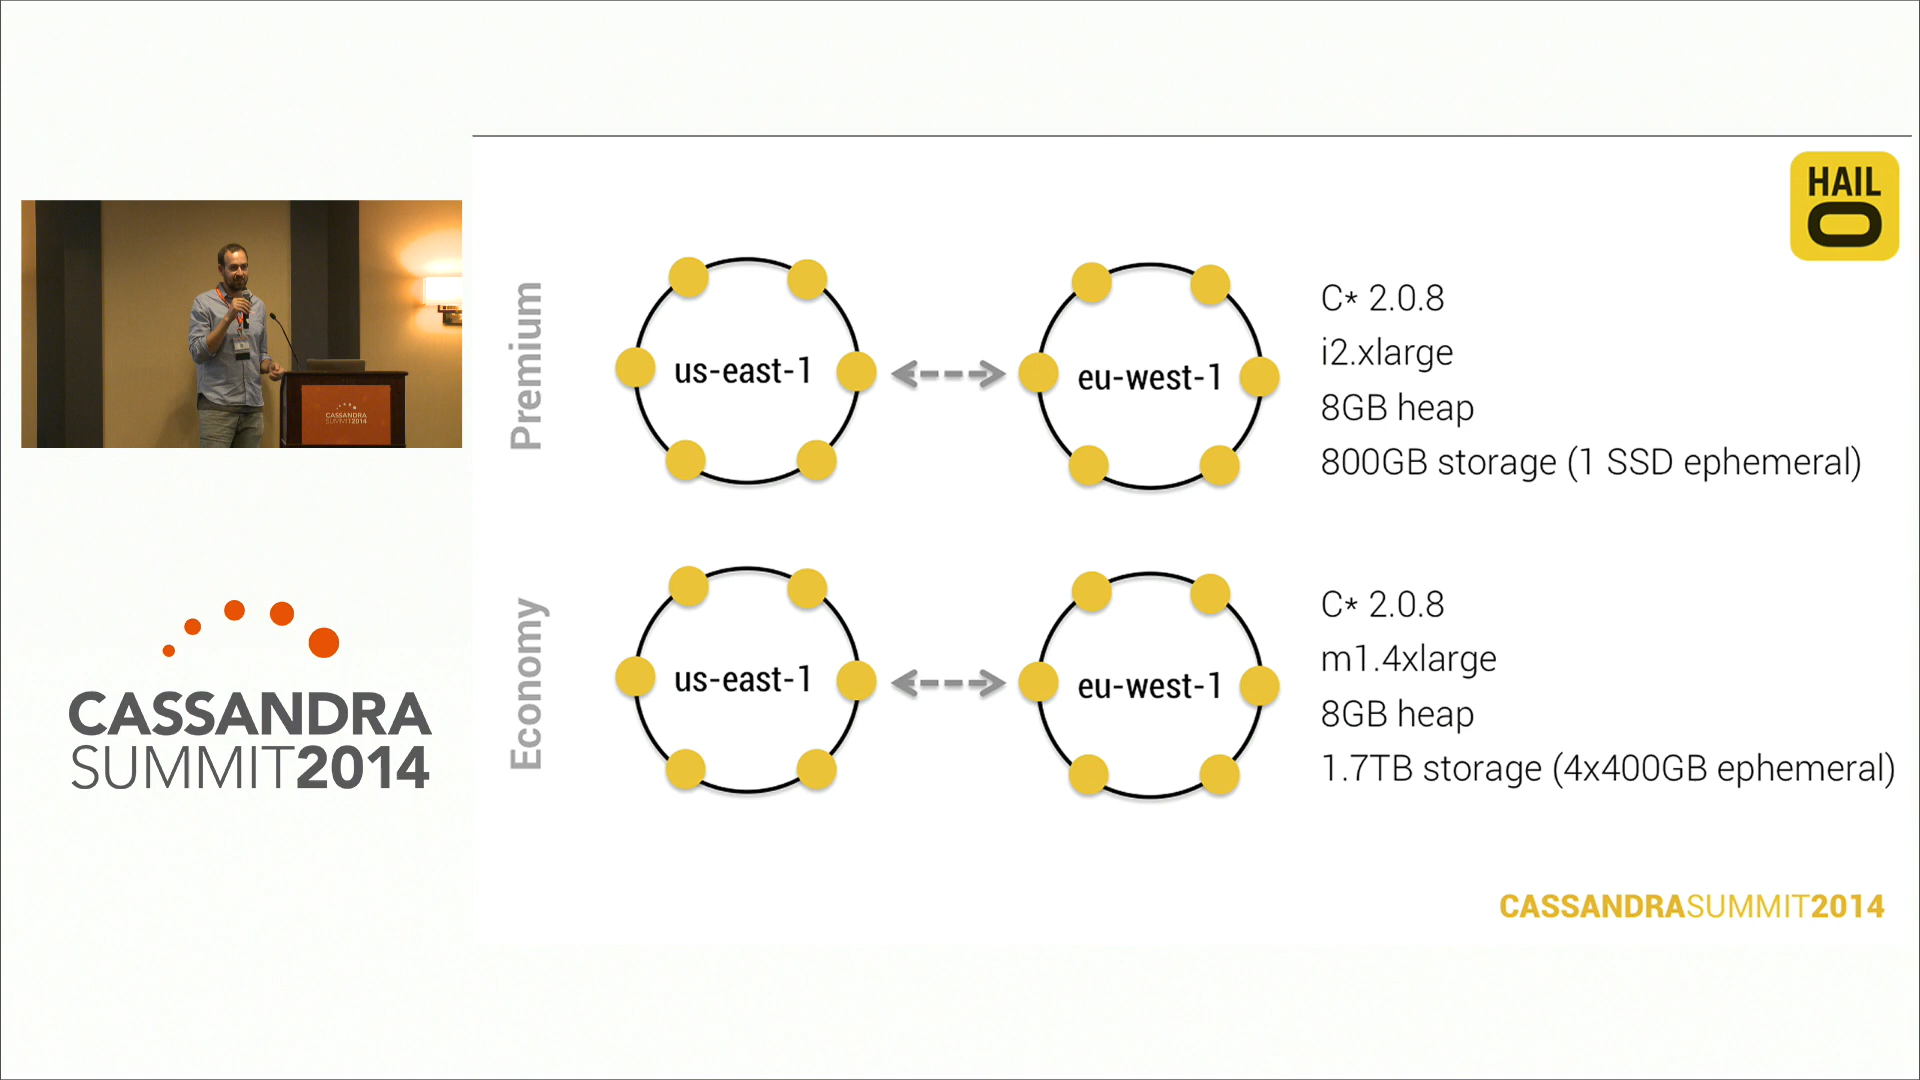 HAIL
O
Premium
us-east-1
eu-west-1
C* 2.0.8
i2.xlarge
8GB heap
800GB storage (1 SSD ephemeral)
Economy
us-east-1
eu-west-1
C* 2.0.8
m1.4xlarge
8GB heap
1.7TB storage (4x400GB ephemeral)
CASSANDRASUMMIT2014
CASSANDRA
SUMMIT2014
CASSANDRA
SUMMIT2014